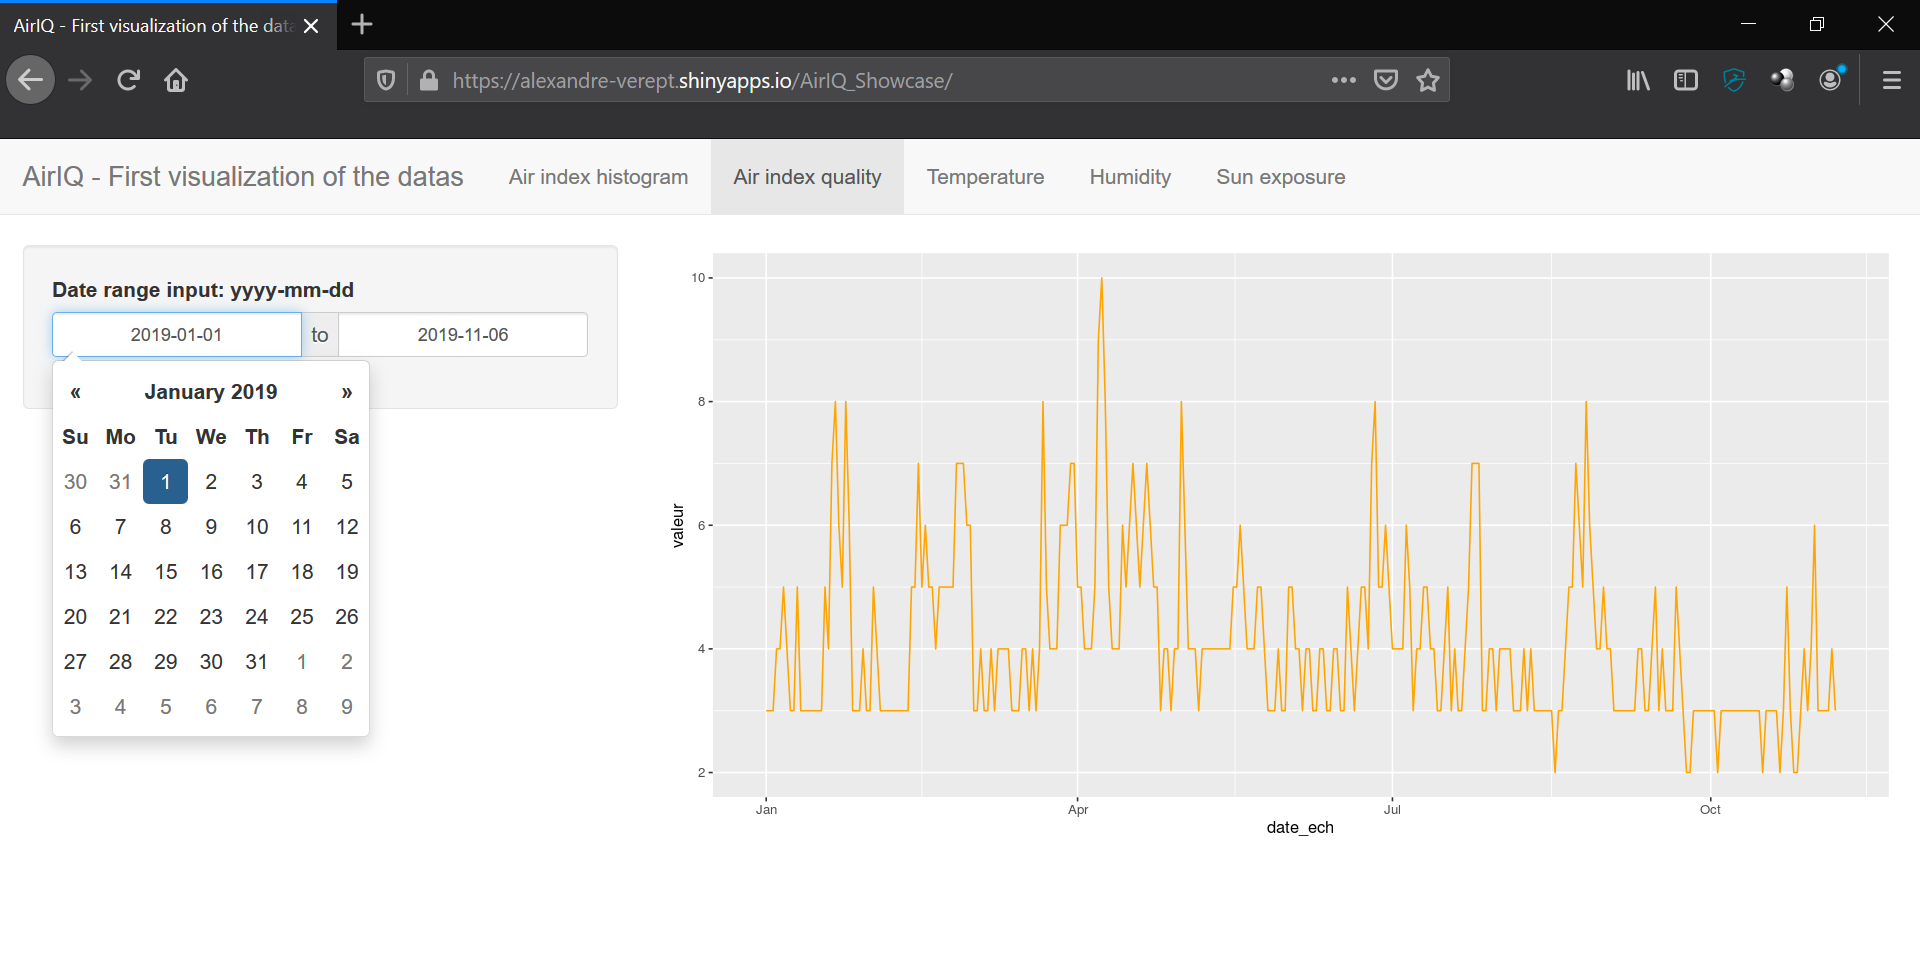 AirIQ - First visualization of the data
https://alexandre-verept.shinyapps.io/AirIQ_Showcase/
AirIQ - First visualization of the datas Air index histogram Air index quality Temperature Humidity Sun exposure
Date range input: yyyy-mm-dd
2019-01-01 to 2019-11-06
« January 2019 »
Su Mo Tu We Th Fr Sa
30 31 1 2 3 4 5
6 7 8 9 10 11 12
13 14 15 16 17 18 19
20 21 22 23 24 25 26
27 28 29 30 31 1 2
3 4 5 6 7 8 9
10
8
6
4
2
valeur
Jan Apr Jul Oct
date_ech